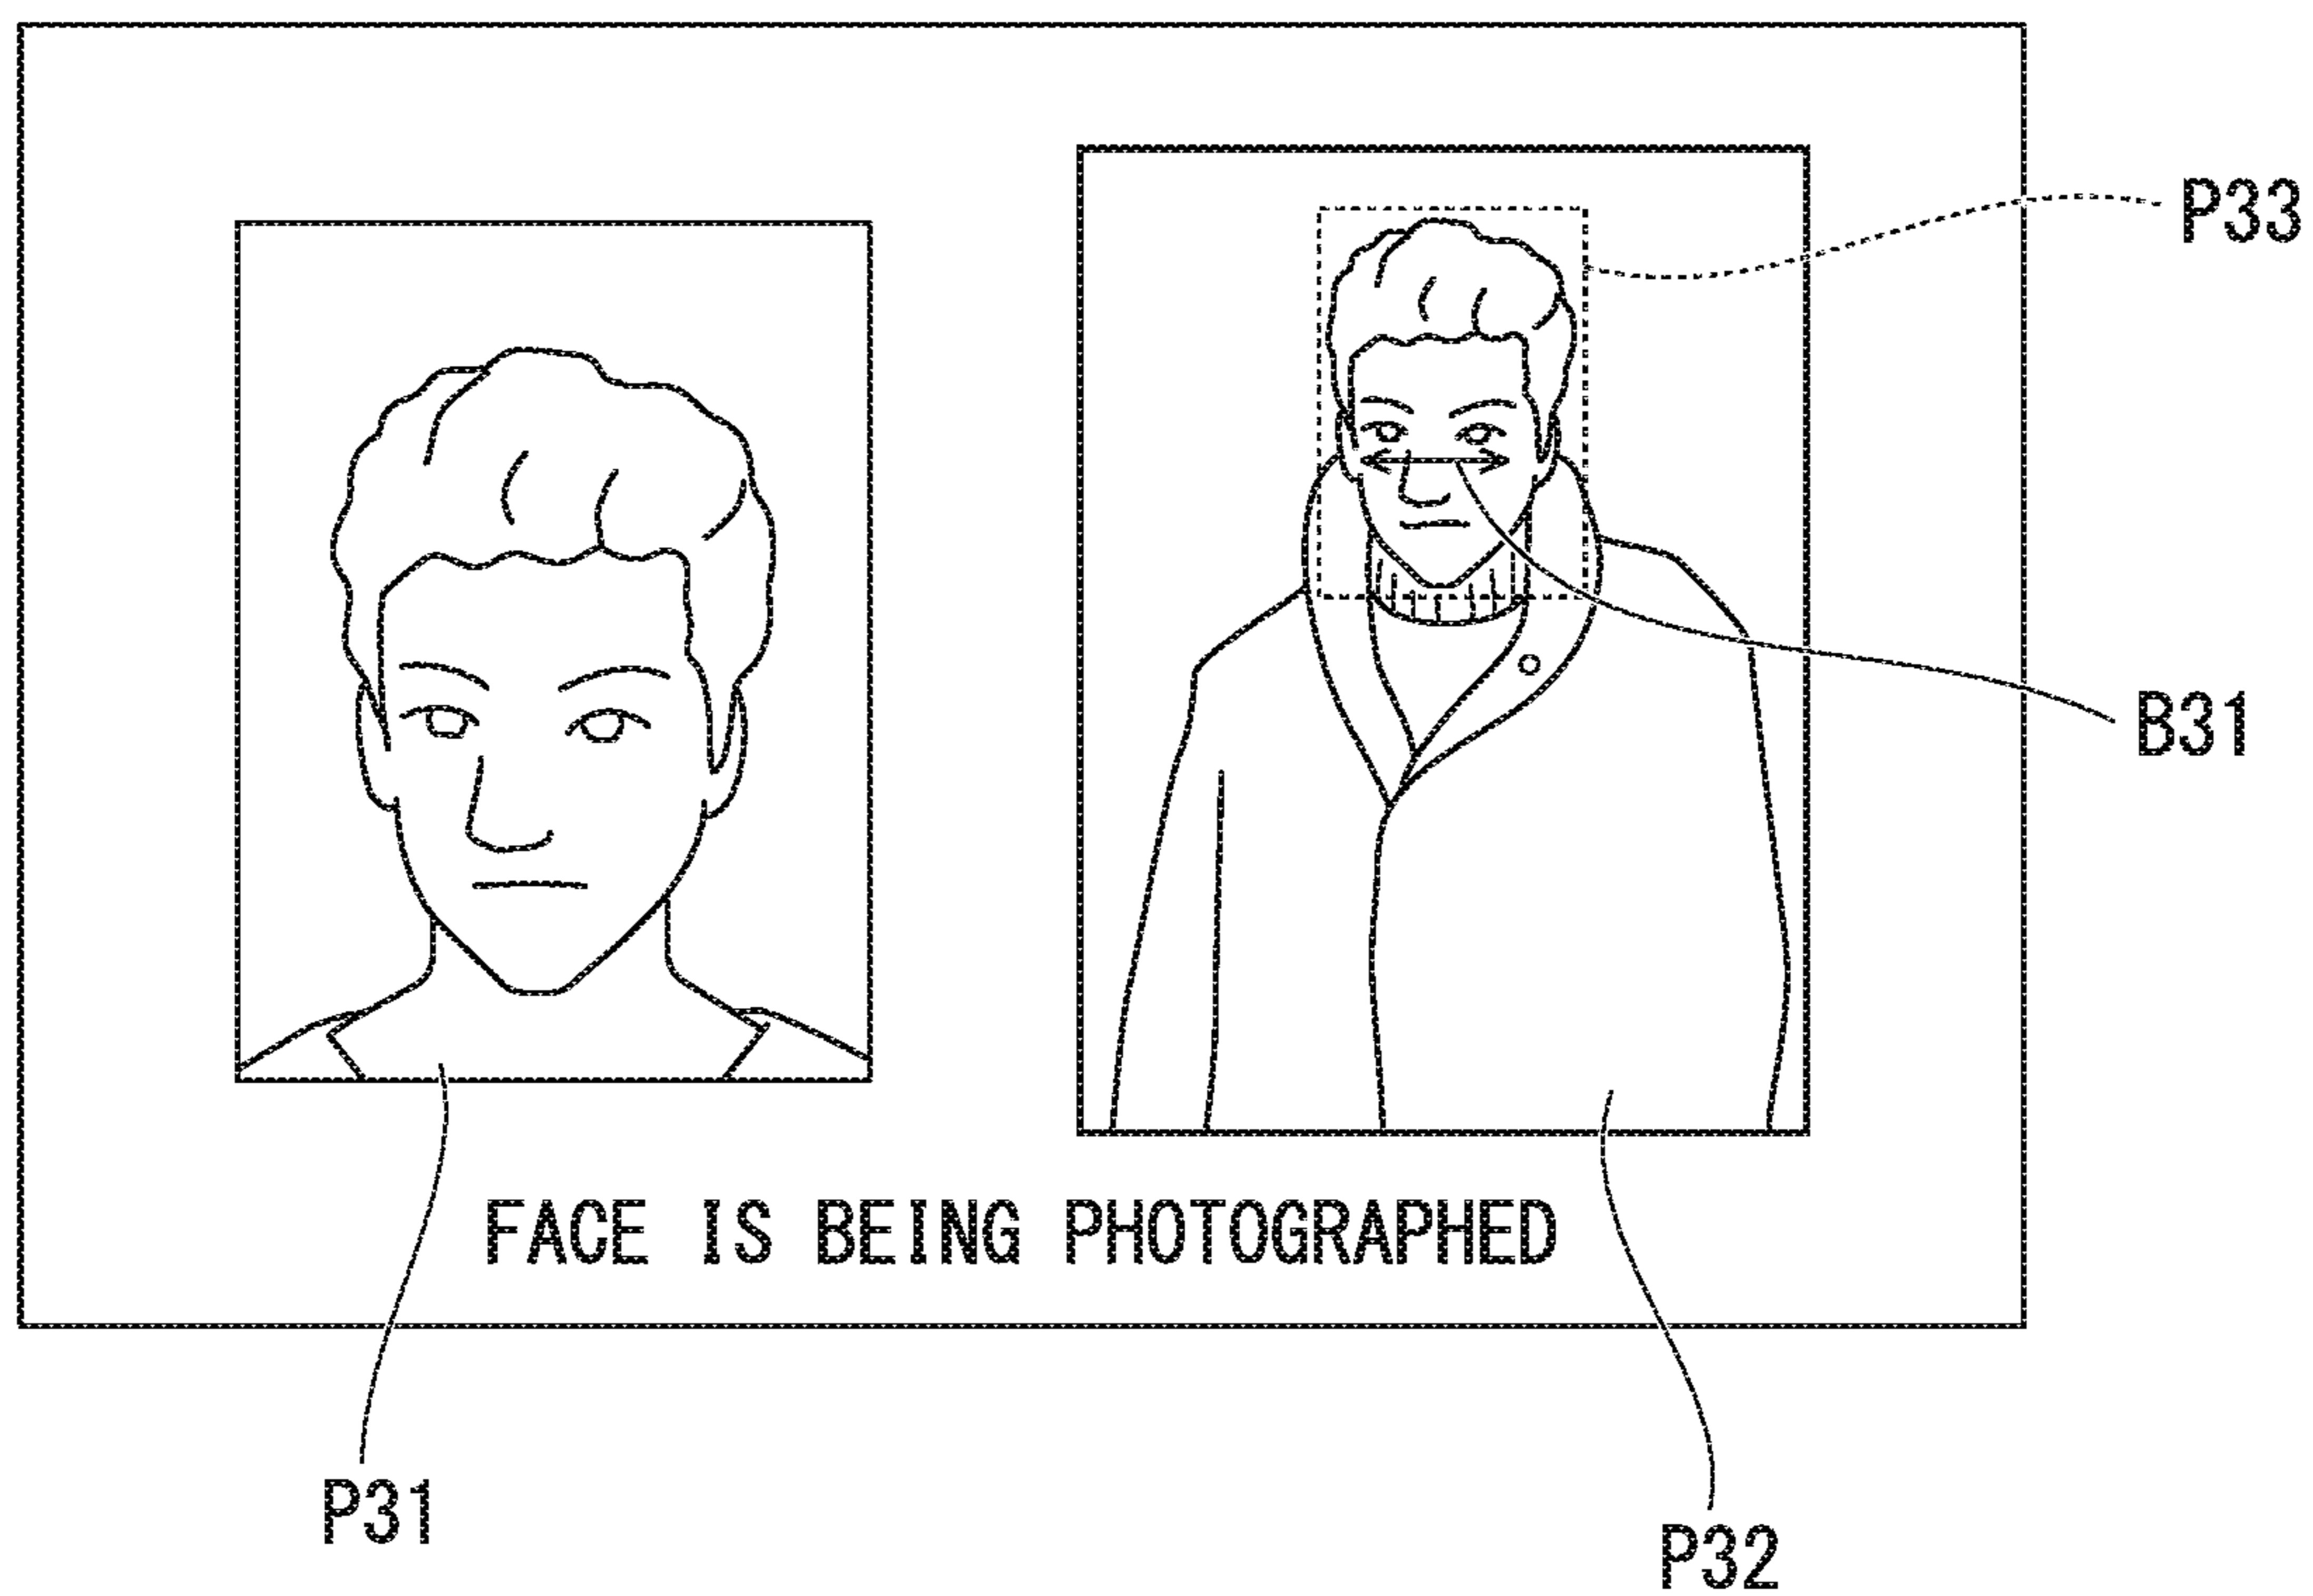 P33
B31
FACE IS BEING PHOTOGRAPHED
P31
P32